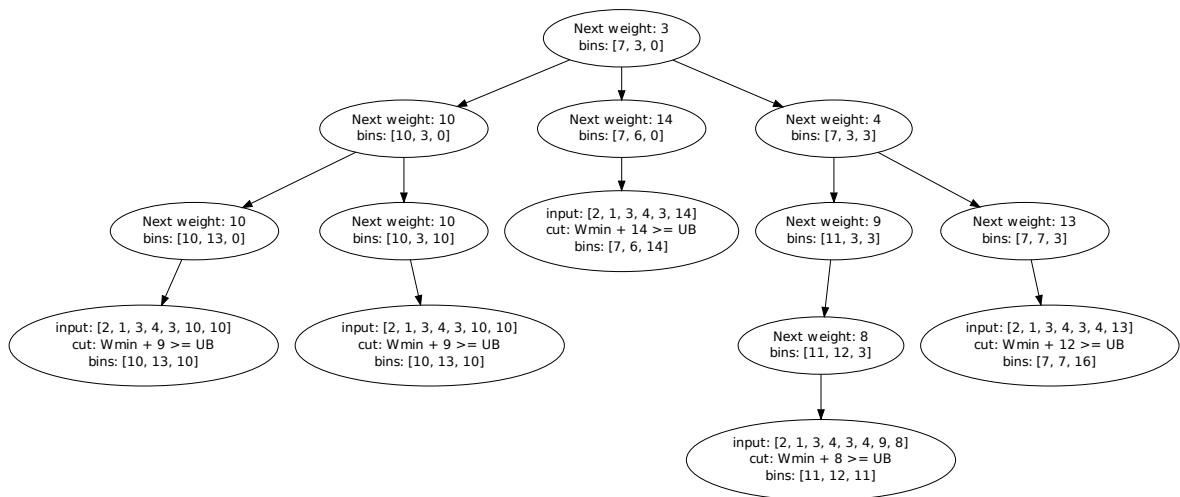 Next weight: 3
bins: [7, 3, 0]
Next weight: 10
bins: [10, 3, 0]
Next weight: 14
bins: [7, 6, 0]
Next weight: 4
bins: [7, 3, 3]
Next weight: 10
bins: [10, 13, 0]
Next weight: 10
bins: [10, 3, 10]
input: [2, 1, 3, 4, 3, 14]
cut: Wmin + 14 >= UB
bins: [7, 6, 14]
Next weight: 9
bins: [11, 3, 3]
Next weight: 13
bins: [7, 7, 3]
input: [2, 1, 3, 4, 3, 10, 10]
cut: Wmin + 9 >= UB
bins: [10, 13, 10]
input: [2, 1, 3, 4, 3, 10, 10]
cut: Wmin + 9 >= UB
bins: [10, 13, 10]
Next weight: 8
bins: [11, 12, 3]
input: [2, 1, 3, 4, 3, 4, 13]
cut: Wmin + 12 >= UB
bins: [7, 7, 16]
input: [2, 1, 3, 4, 3, 4, 9, 8]
cut: Wmin + 8 >= UB
bins: [11, 12, 11]